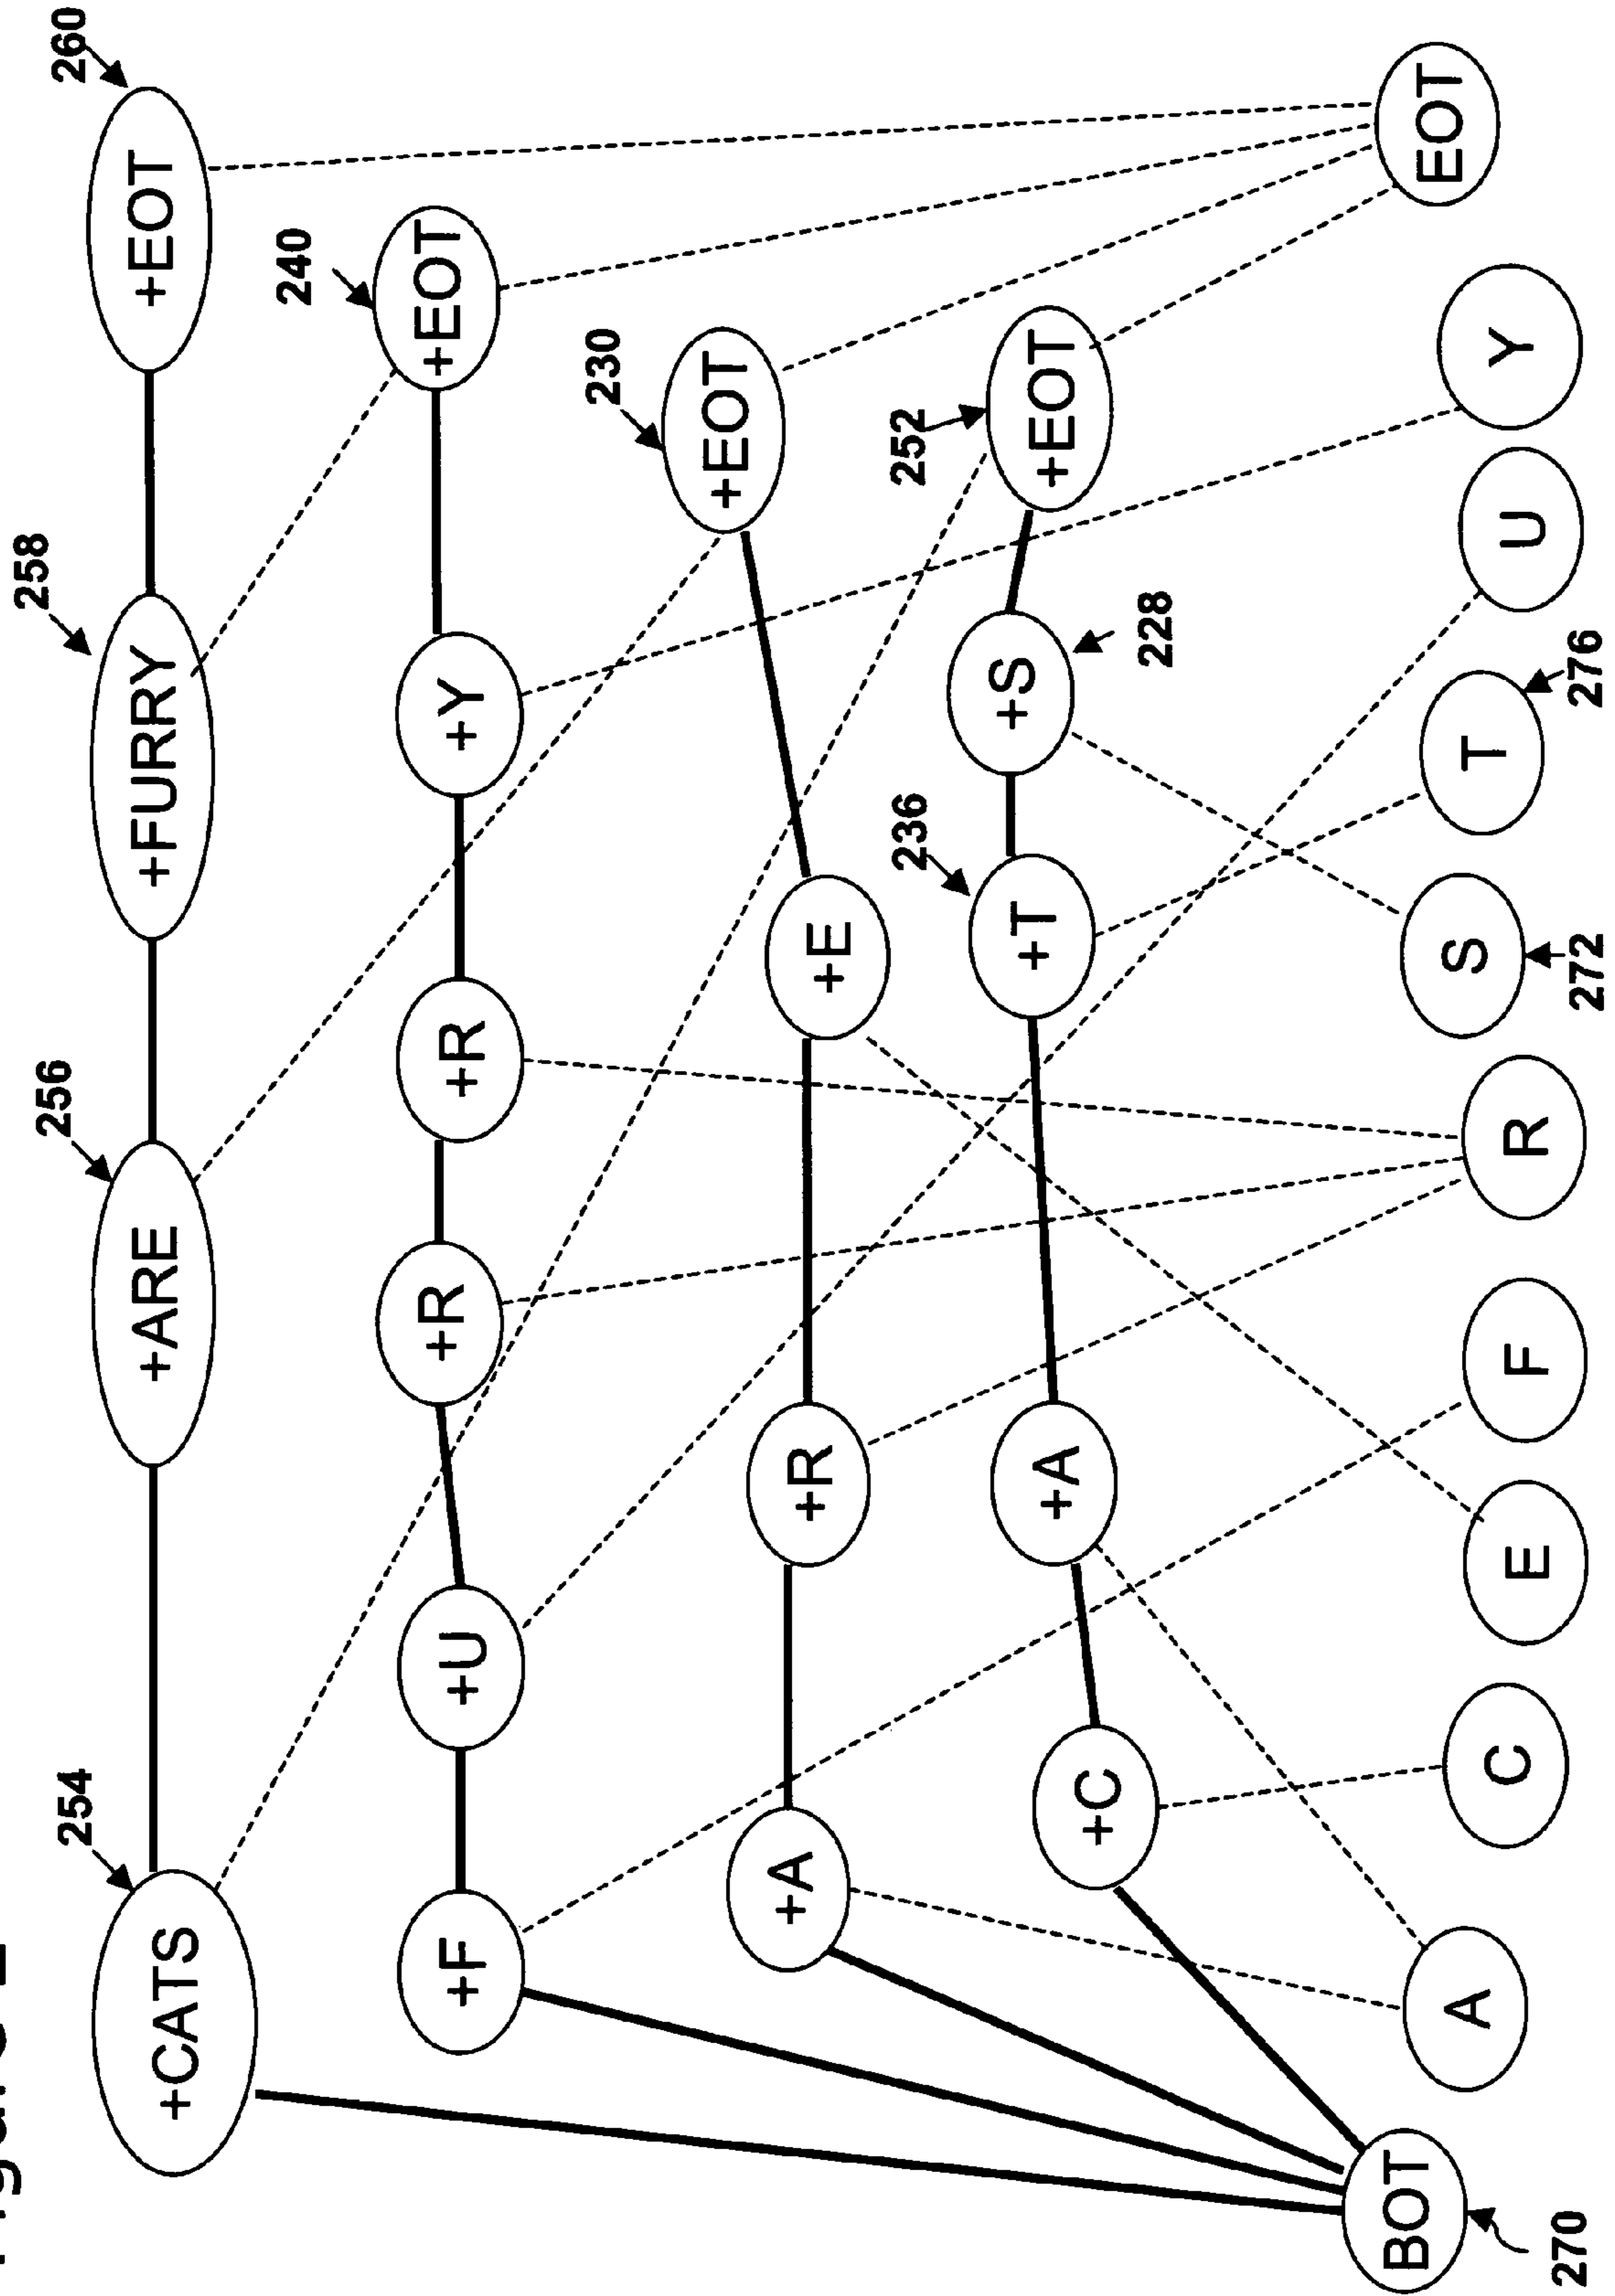 Figure
254 256 258 260
+CATS +ARE +FURRY +EOT
240
+F +U +R +R +Y +EOT
230
+A +R +E +EOT
236 252
+C +A +T +S +EOT
228
BOT A C E F R S T U Y EOT
270 272 276